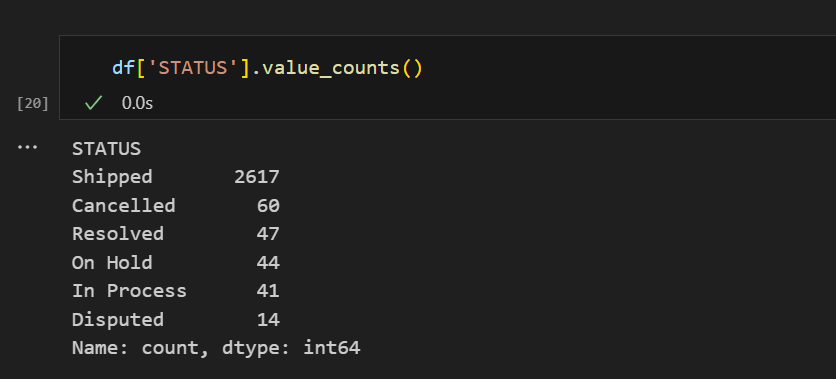 df['STATUS'].value_counts()
[20] 0.0s
... STATUS
Shipped 2617
Cancelled 60
Resolved 47
On Hold 44
In Process 41
Disputed 14
Name: count, dtype: int64